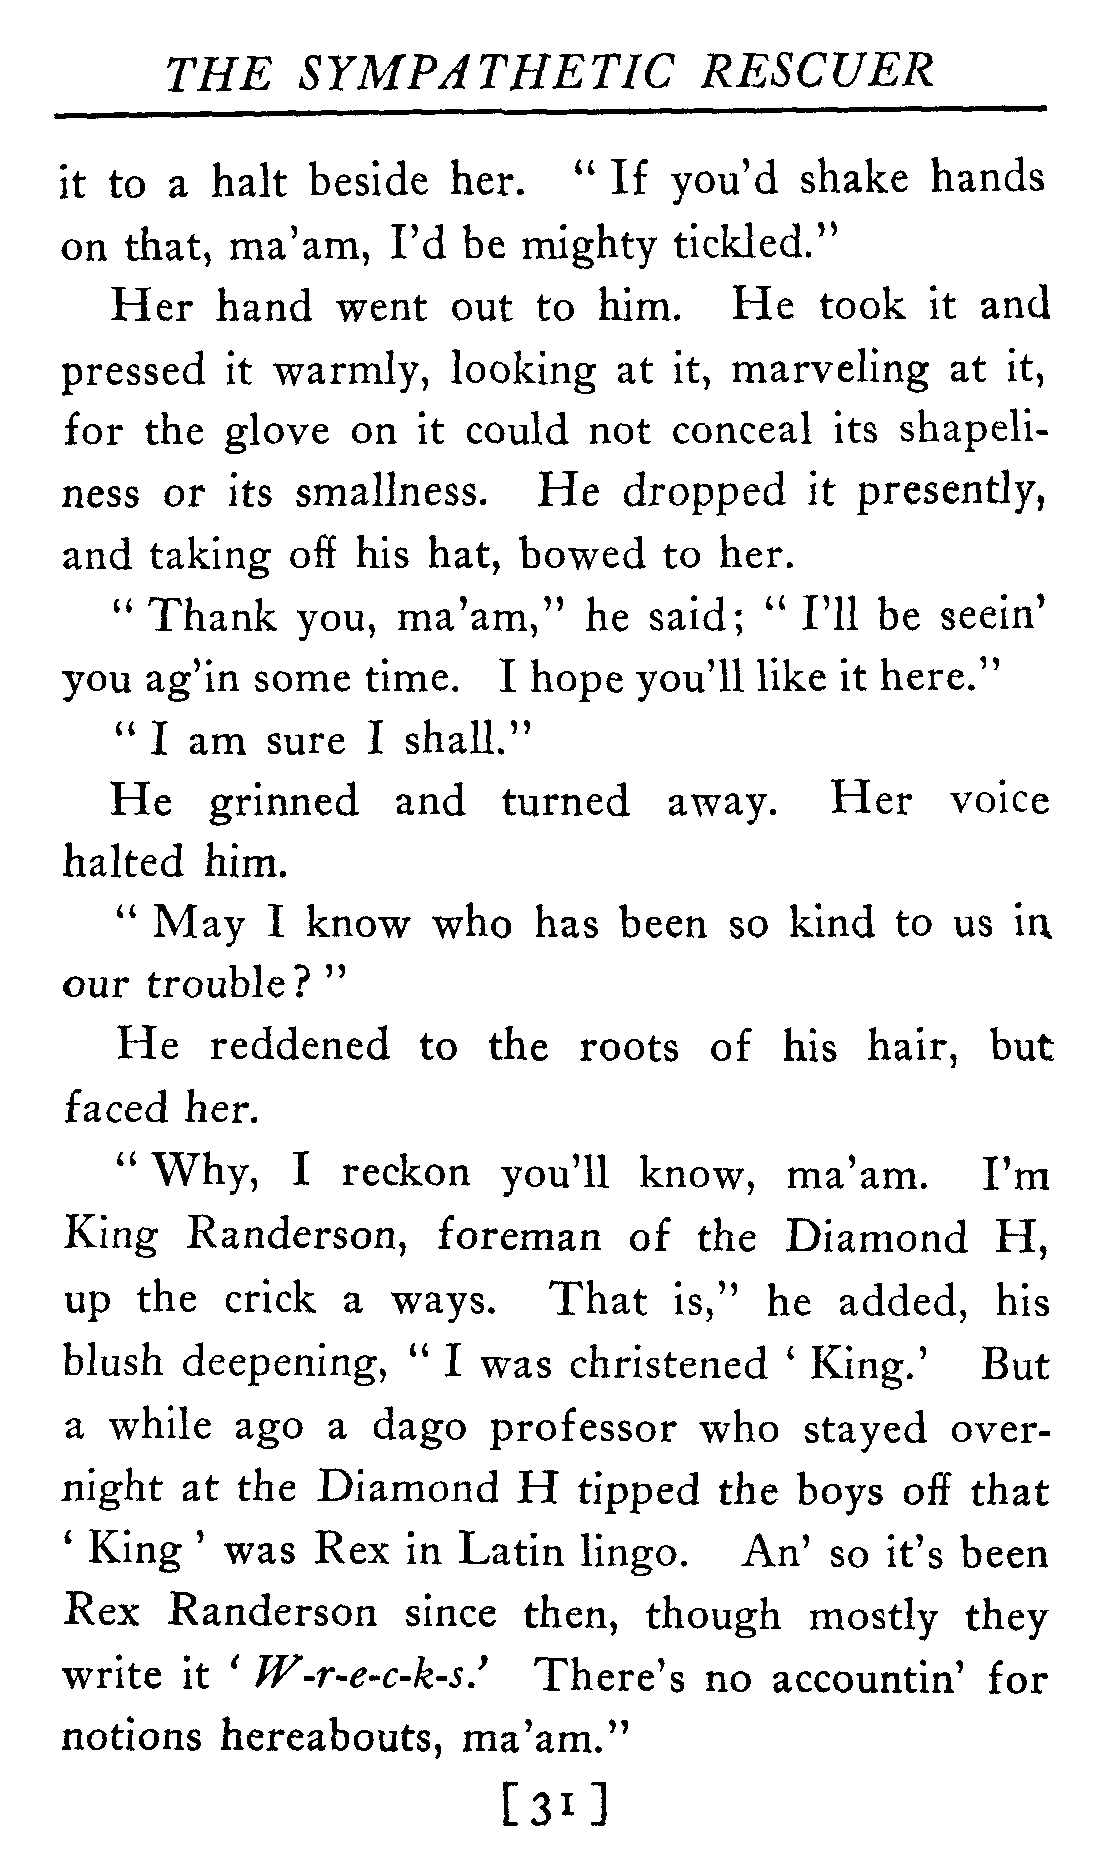 THE SYMPATHETIC RESCUER
it to a halt beside her. “ If you’d shake hands
on that, ma’am, I’d be mighty tickled.”
Her hand went out to him. He took it and
pressed it warmly, looking at it, marveling at it,
for the glove on it could not conceal its shapeli-
ness or its smallness. He dropped it presently,
and taking off his hat, bowed to her.
“ Thank you, ma’am,” he said; “ I’ll be seein’
you ag’in some time. I hope you’ll like it here.”
“ I am sure I shall.”
He grinned and turned away. Her voice
halted him.
“ May I know who has been so kind to us in
our trouble? ”
He reddened to the roots of his hair, but
faced her.
“ Why, I reckon you’ll know, ma’am. I’m
King Randerson, foreman of the Diamond H,
up the crick a ways. That is,” he added, his
blush deepening, “ I was christened ‘ King.’ But
a while ago a dago professor who stayed over-
night at the Diamond H tipped the boys off that
‘ King ’ was Rex in Latin lingo. An’ so it’s been
Rex Randerson since then, though mostly they
write it ‘ W-r-e-c-k-s.’ There’s no accountin’ for
notions hereabouts, ma’am.”
[ 31 ]